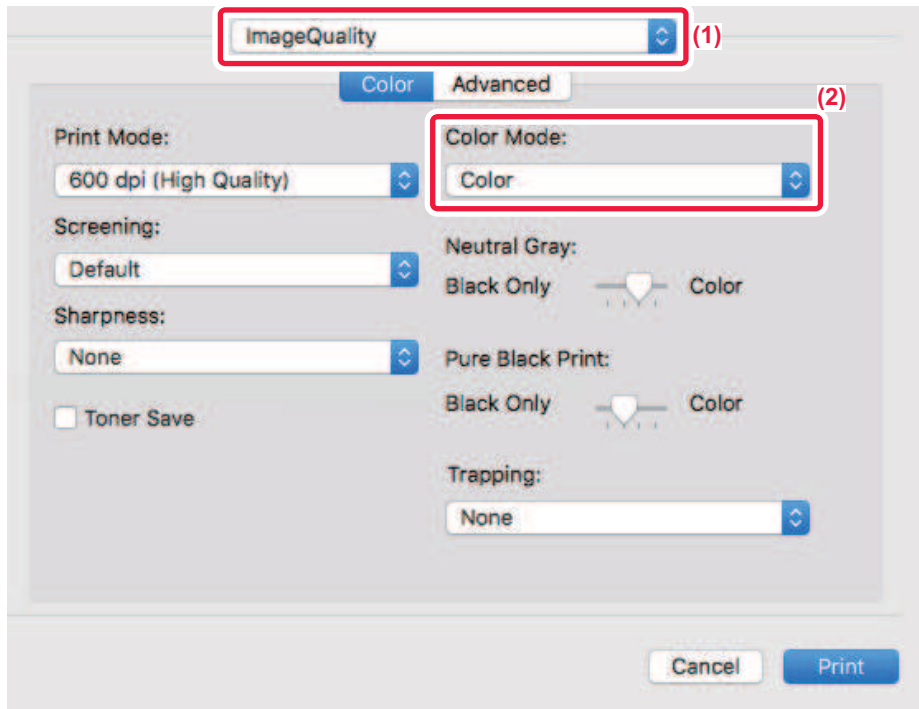 ImageQuality
(1)
Color
Advanced
(2)
Print Mode:
600 dpi (High Quality)
Screening:
Default
Sharpness:
None
Toner Save
Color Mode:
Color
Neutral Gray:
Black Only Color
Pure Black Print:
Black Only Color
Trapping:
None
Cancel
Print